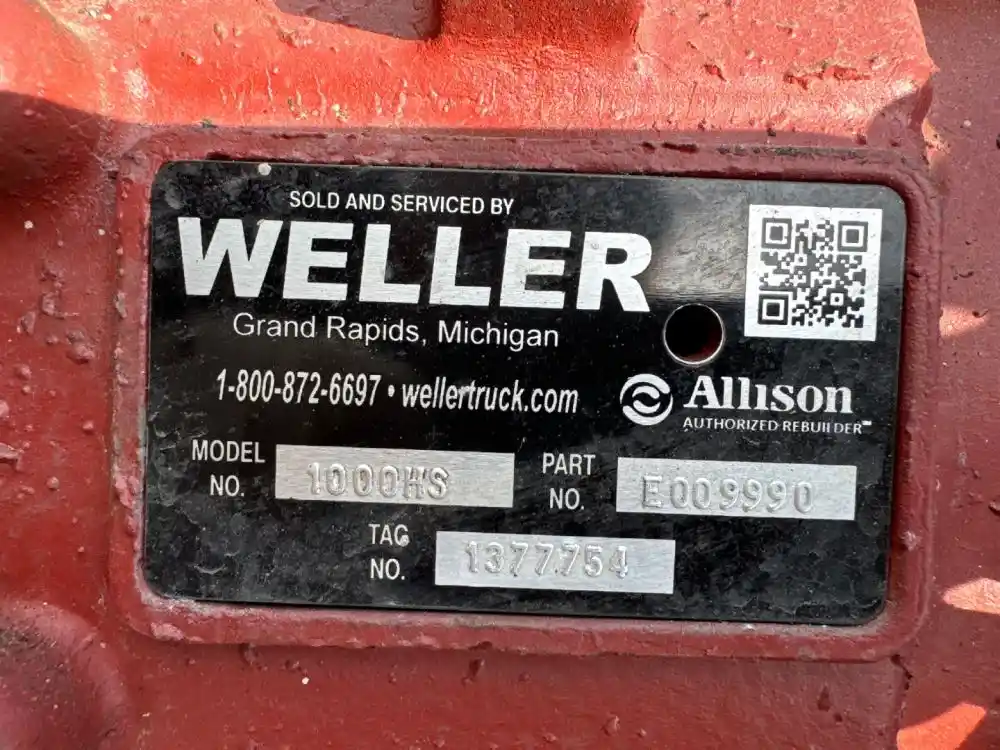 SOLD AND SERVICED BY
WELLER
Grand Rapids, Michigan
1-800-872-6697 • wellertruck.com
Allison
AUTHORIZED REBUILDER™
MODEL NO. 1000HS
PART NO. E009990
TAG NO. 1377754